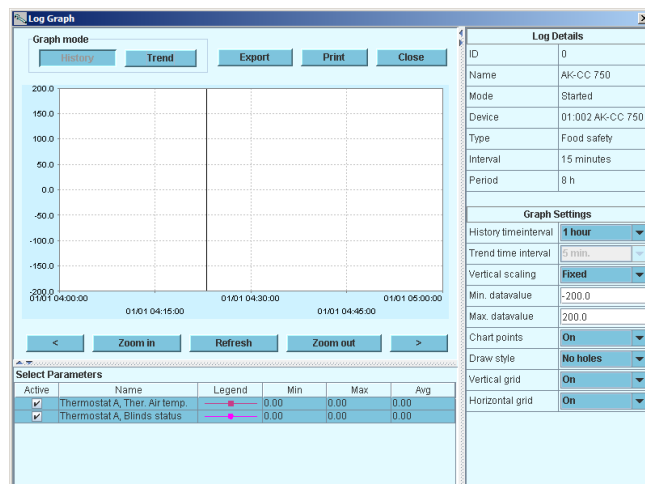 Log Graph
Graph mode
History
Trend
Export
Print
Close
200.0
150.0
100.0
50.0
0.0
-50.0
-100.0
-150.0
-200.0
01/01 04:00:00
01/01 04:15:00
01/01 04:30:00
01/01 04:45:00
01/01 05:00:00
<
Zoom in
Refresh
Zoom out
>
Select Parameters
Active Name Legend Min Max Avg
Thermostat A, Ther. Air temp. 0.00 0.00 0.00
Thermostat A, Blinds status 0.00 0.00 0.00
Log Details
ID 0
Name AK-CC 750
Mode Started
Device 01:002 AK-CC 750
Type Food safety
Interval 15 minutes
Period 8 h
Graph Settings
History timeinterval 1 hour
Trend time interval 5 min.
Vertical scaling Fixed
Min. datavalue -200.0
Max. datavalue 200.0
Chart points On
Draw style No holes
Vertical grid On
Horizontal grid On